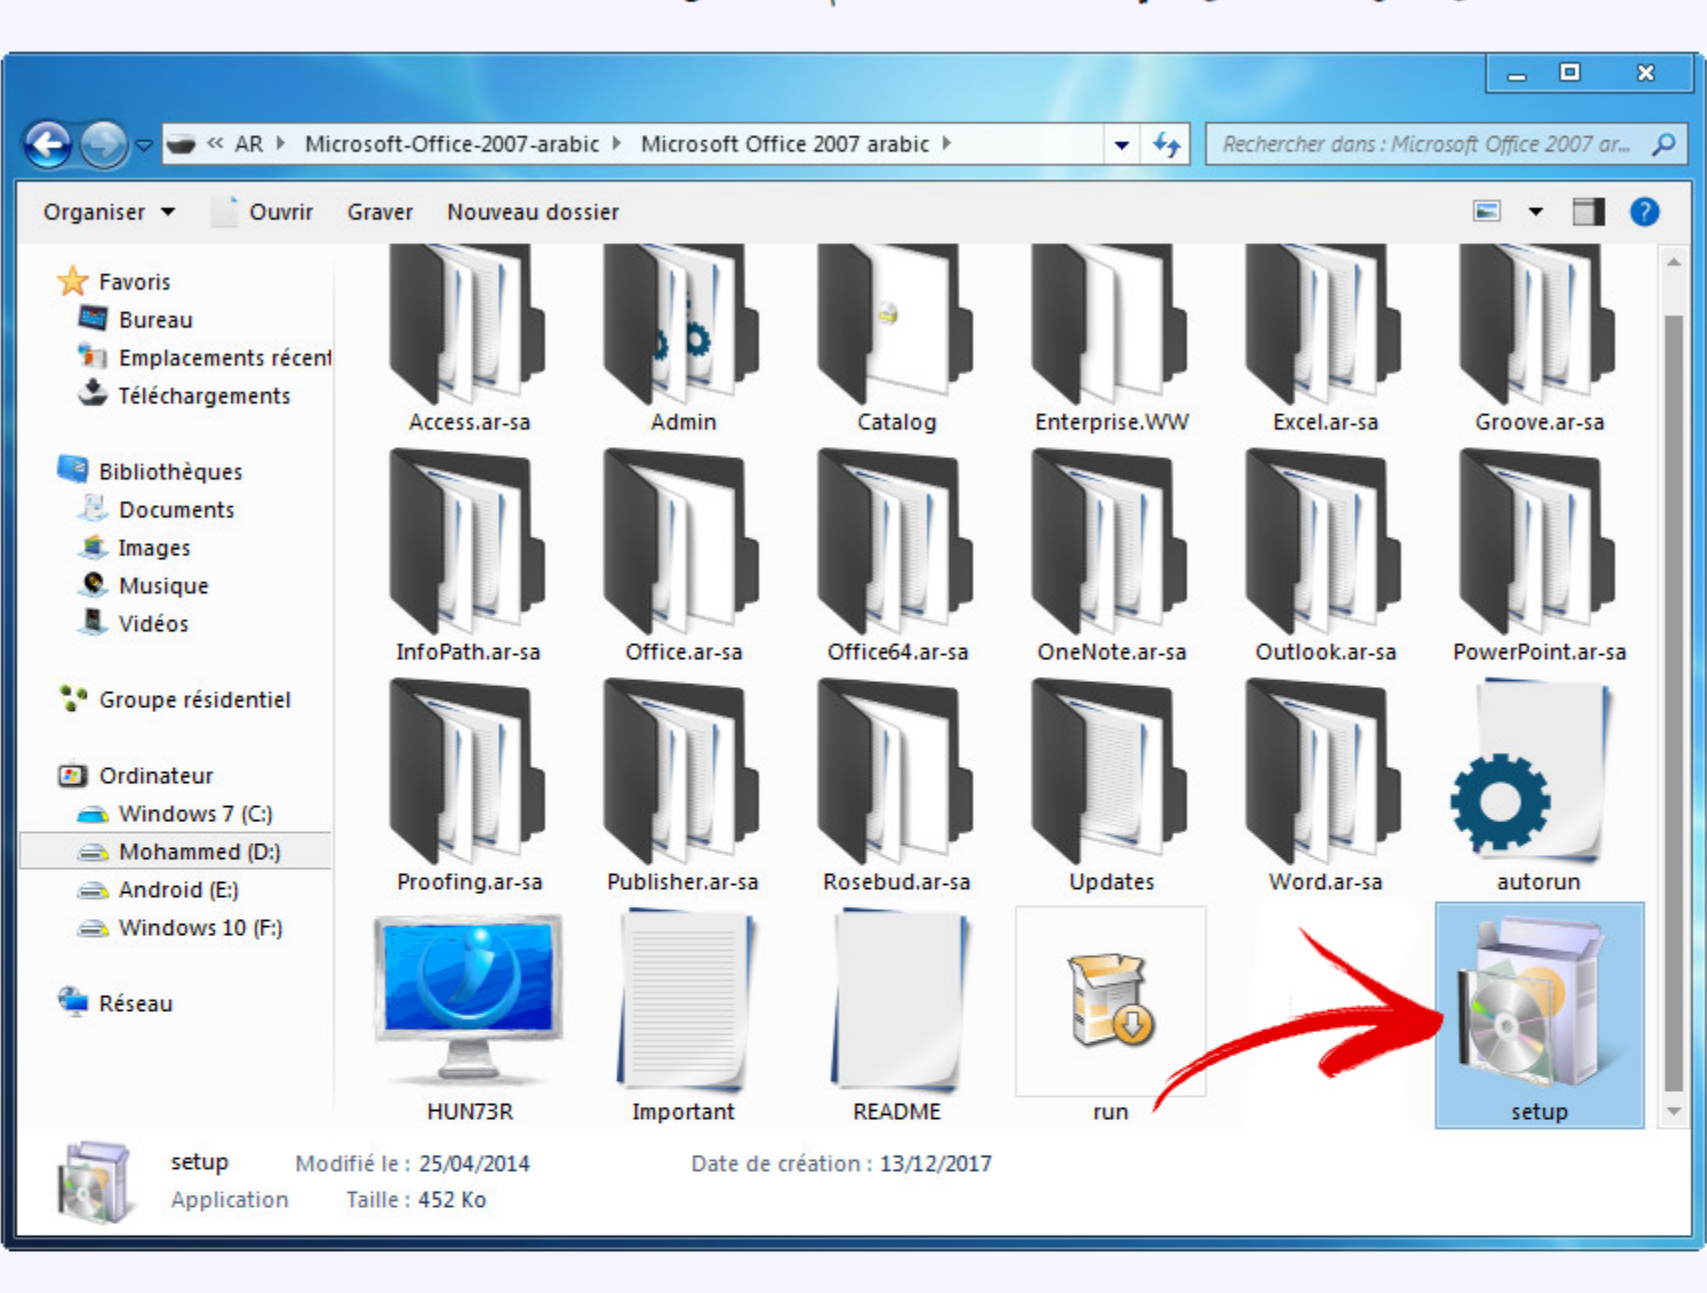 « AR Microsoft-Office-2007-arabic Microsoft Office 2007 arabic
Rechercher dans : Microsoft Office 2007 ar...
Organiser Ouvrir Graver Nouveau dossier
Favoris
Bureau
Emplacements récent
Téléchargements
Bibliothèques
Documents
Images
Musique
Vidéos
Groupe résidentiel
Ordinateur
Windows 7 (C:)
Mohammed (D:)
Android (E:)
Windows 10 (F:)
Réseau
Access.ar-sa Admin Catalog Enterprise.WW Excel.ar-sa Groove.ar-sa
InfoPath.ar-sa Office.ar-sa Office64.ar-sa OneNote.ar-sa Outlook.ar-sa PowerPoint.ar-sa
Proofing.ar-sa Publisher.ar-sa Rosebud.ar-sa Updates Word.ar-sa autorun
HUN73R Important README run setup
setup Modifié le : 25/04/2014 Date de création : 13/12/2017
Application Taille : 452 Ko